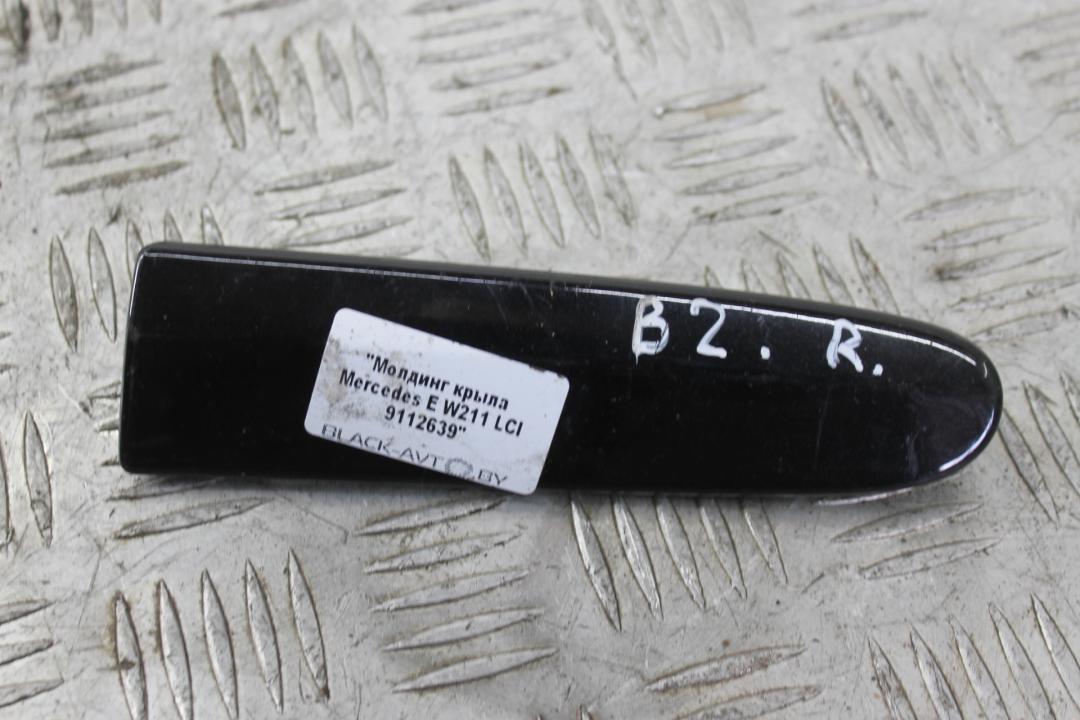 "Молдинг крыла
Mercedes E W211 LCI
9112639"
BLACK-AVTO.BY
B2. R.